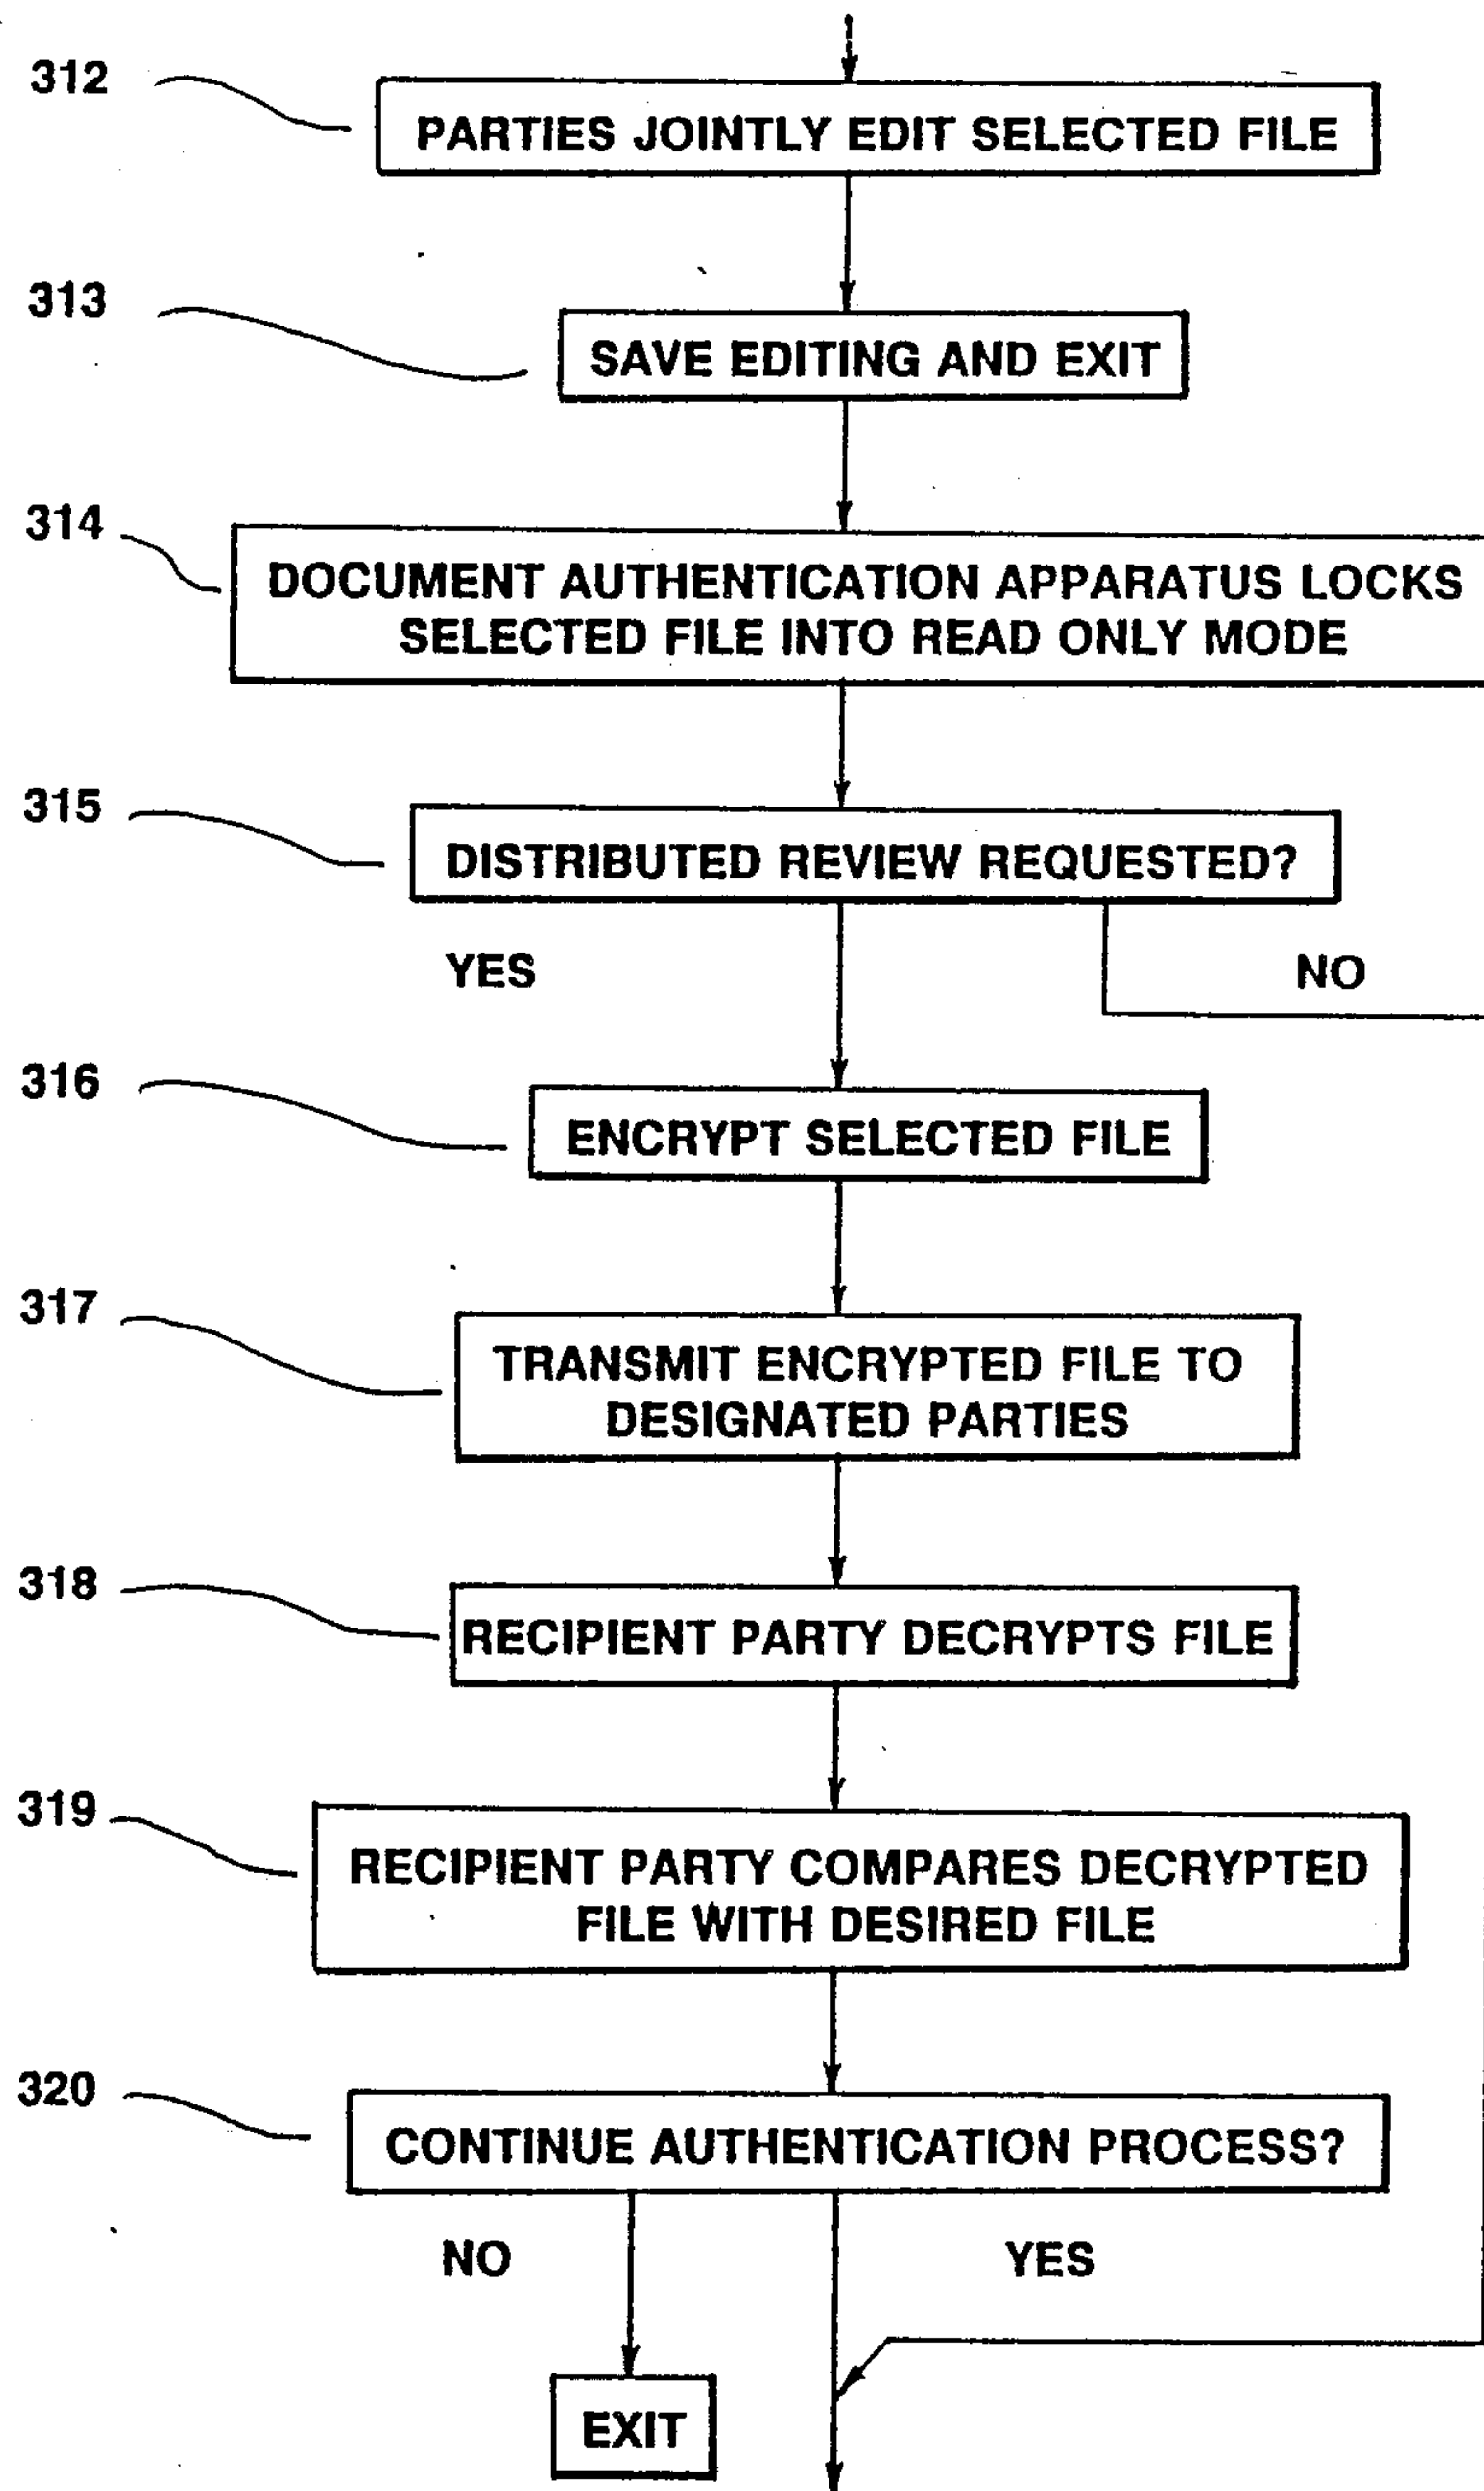 312
PARTIES JOINTLY EDIT SELECTED FILE
313
SAVE EDITING AND EXIT
314
DOCUMENT AUTHENTICATION APPARATUS LOCKS
SELECTED FILE INTO READ ONLY MODE
315
DISTRIBUTED REVIEW REQUESTED?
YES
NO
316
ENCRYPT SELECTED FILE
317
TRANSMIT ENCRYPTED FILE TO
DESIGNATED PARTIES
318
RECIPIENT PARTY DECRYPTS FILE
319
RECIPIENT PARTY COMPARES DECRYPTED
FILE WITH DESIRED FILE
320
CONTINUE AUTHENTICATION PROCESS?
NO
YES
EXIT